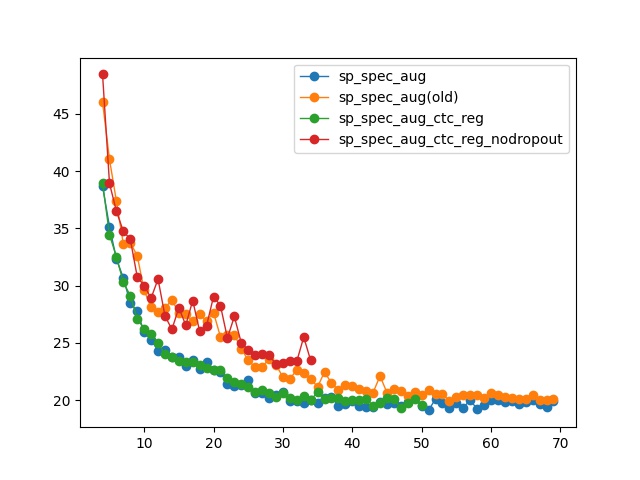 sp_spec_aug
sp_spec_aug(old)
sp_spec_aug_ctc_reg
sp_spec_aug_ctc_reg_nodropout
45
40
35
30
25
20
10 20 30 40 50 60 70